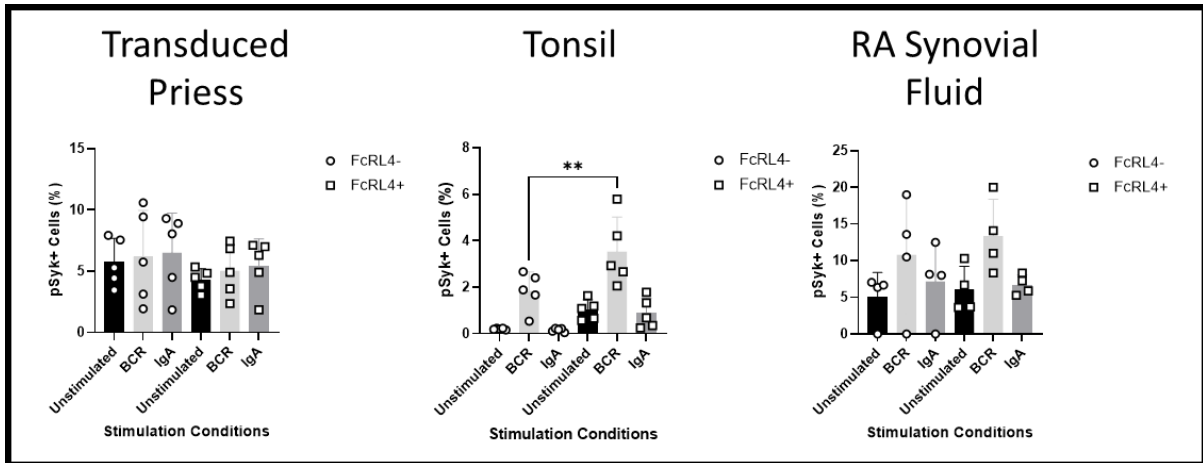 Transduced
Priess
15
10
5
0
pSyk+ Cells (%)
Unstimulated
BCR
IgA
Unstimulated
BCR
IgA
Stimulation Conditions
FcRL4-
FcRL4+
Tonsil
8
6
4
2
0
pSyk+ Cells (%)
**
Unstimulated
BCR
IgA
Unstimulated
BCR
IgA
Stimulation Conditions
FcRL4-
FcRL4+
RA Synovial
Fluid
25
20
15
10
5
0
pSyk+ Cells (%)
Unstimulated
BCR
IgA
Unstimulated
BCR
IgA
Stimulation Conditions
FcRL4-
FcRL4+